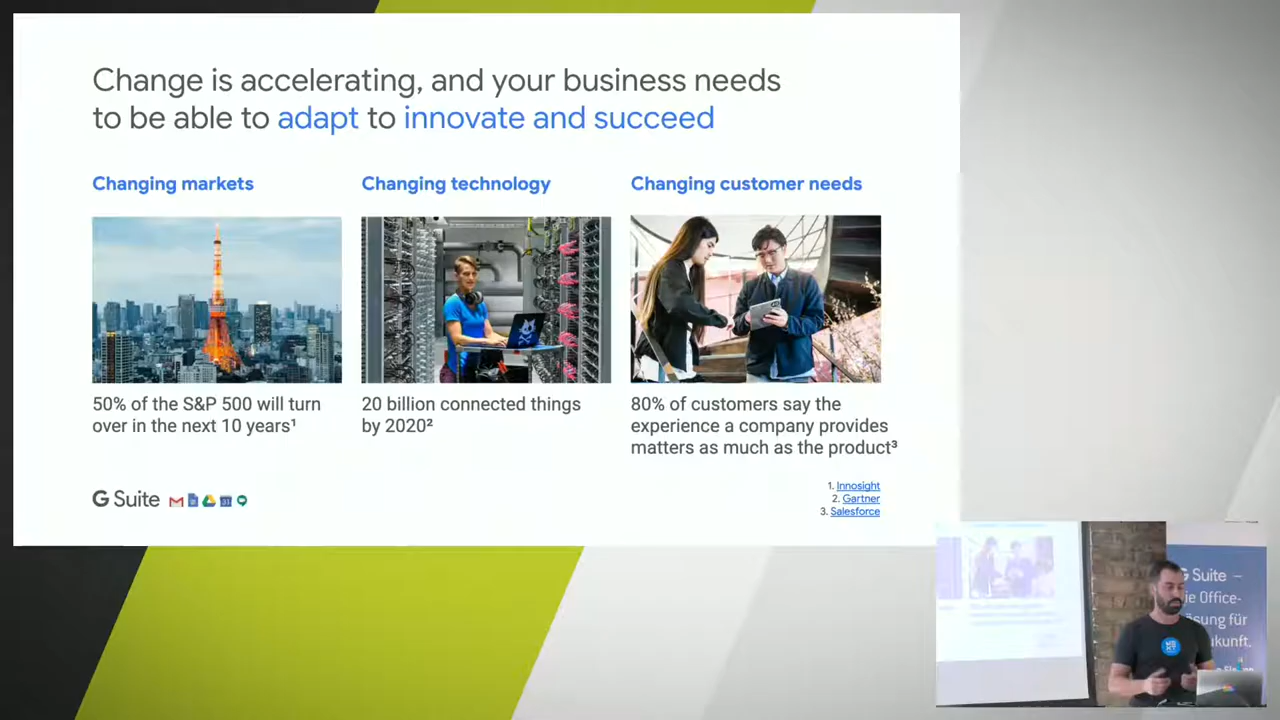 Change is accelerating, and your business needs
to be able to adapt to innovate and succeed
Changing markets
Changing technology
Changing customer needs
50% of the S&P 500 will turn
over in the next 10 years¹
20 billion connected things
by 2020²
80% of customers say the
experience a company provides
matters as much as the product³
G Suite
1. Innosight
2. Gartner
3. Salesforce
G Suite –
Office-
für